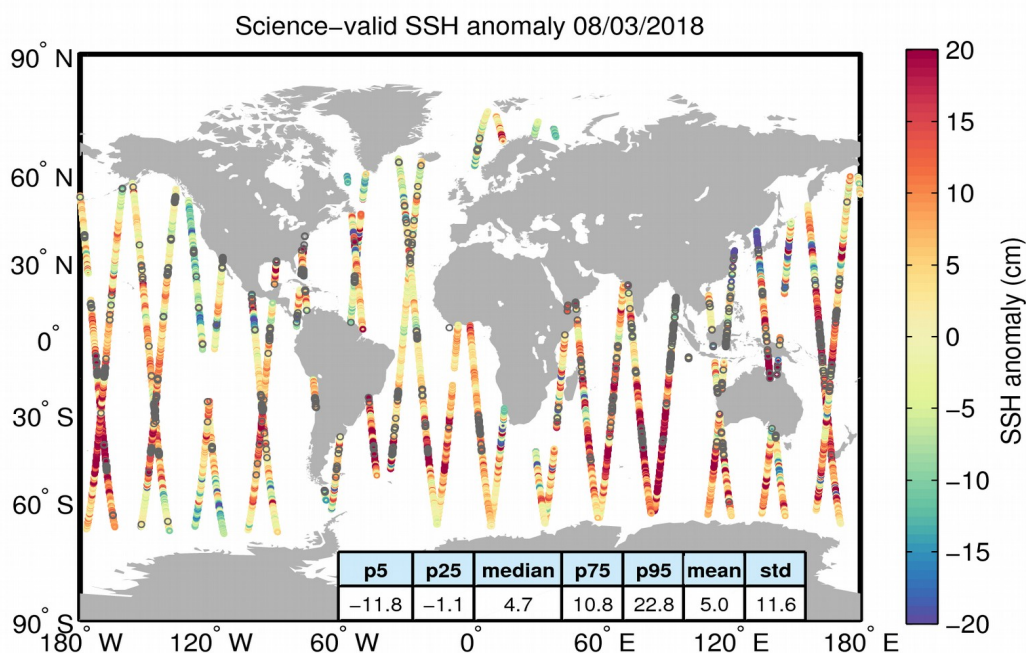 Science−valid SSH anomaly 08/03/2018
90° N
60° N
30° N
0°
30° S
60° S
90° S
180° W
120° W
60° W
0°
60° E
120° E
180° E
p5 p25 median p75 p95 mean std
−11.8 −1.1 4.7 10.8 22.8 5.0 11.6
20
15
10
5
0
−5
−10
−15
−20
SSH anomaly (cm)